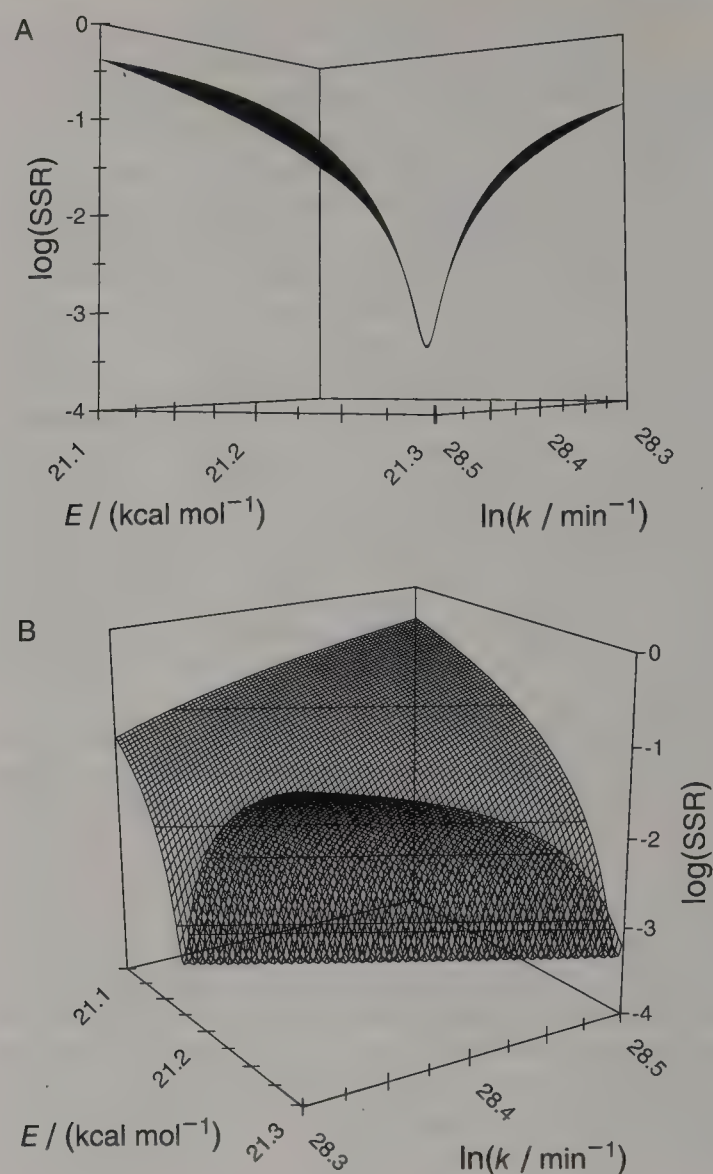 A
0
-1
-2
-3
-4
log(SSR)
21.1
21.2
21.3
28.5
28.4
28.3
E / (kcal mol⁻¹)
ln(k / min⁻¹)
B
0
-1
-2
-3
-4
log(SSR)
21.1
21.2
21.3
28.3
28.4
28.5
E / (kcal mol⁻¹)
ln(k / min⁻¹)